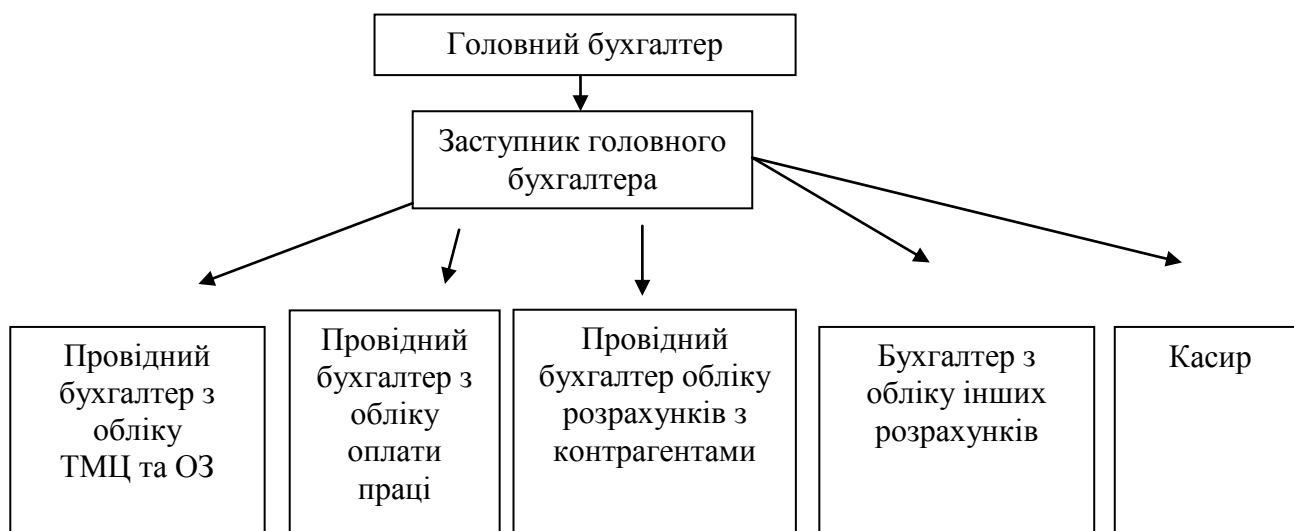 Головний бухгалтер
Заступник головного
бухгалтера
Провідний
бухгалтер з
обліку
ТМЦ та ОЗ
Провідний
бухгалтер з
обліку
оплати
праці
Провідний
бухгалтер обліку
розрахунків з
контрагентами
Бухгалтер з
обліку інших
розрахунків
Касир